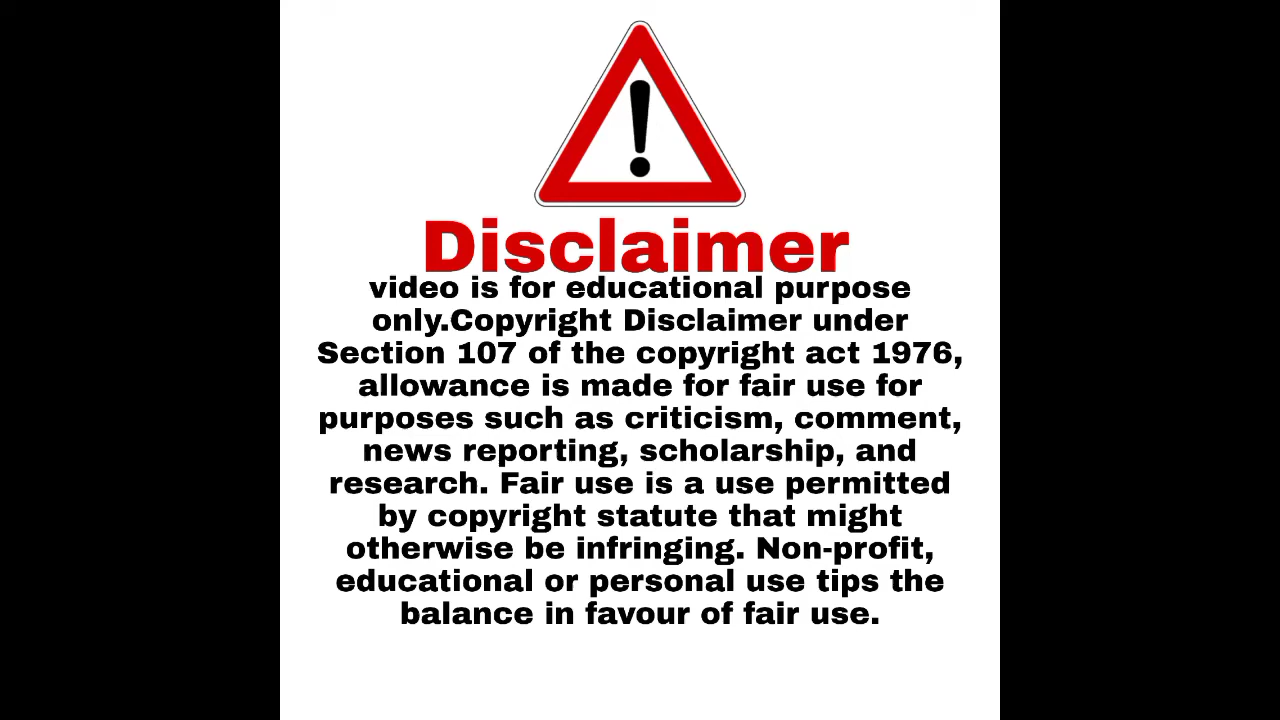 Disclaimer
video is for educational purpose
only.Copyright Disclaimer under
Section 107 of the copyright act 1976,
allowance is made for fair use for
purposes such as criticism, comment,
news reporting, scholarship, and
research. Fair use is a use permitted
by copyright statute that might
otherwise be infringing. Non-profit,
educational or personal use tips the
balance in favour of fair use.